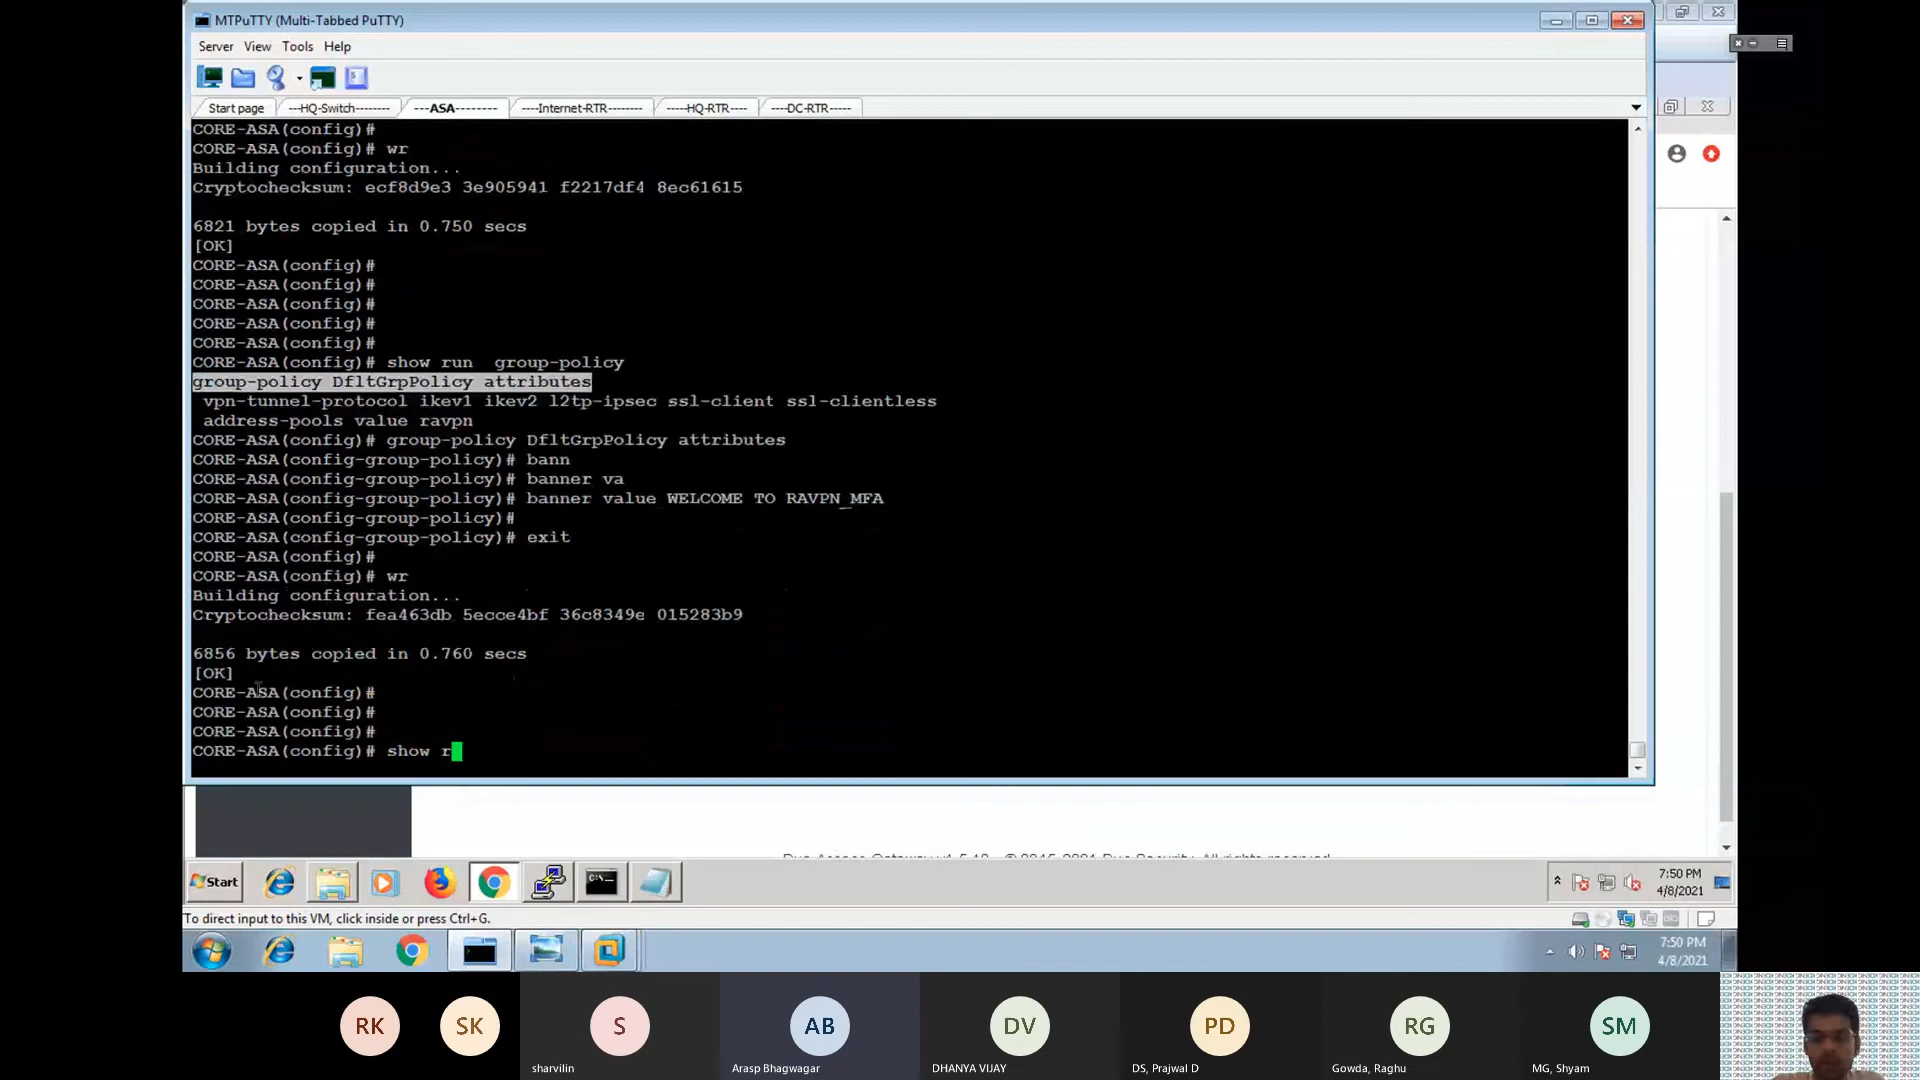 MTPuTTY (Multi-Tabbed PuTTY)
Server View Tools Help
Start page ---HQ-Switch-------- ---ASA-------- ----Internet-RTR-------- -----HQ-RTR---- ---DC-RTR-----
CORE-ASA(config)#
CORE-ASA(config)# wr
Building configuration...
Cryptochecksum: ecf8d9e3 3e905941 f2217df4 8ec61615
6821 bytes copied in 0.750 secs
[OK]
CORE-ASA(config)#
CORE-ASA(config)#
CORE-ASA(config)#
CORE-ASA(config)#
CORE-ASA(config)#
CORE-ASA(config)# show run  group-policy
group-policy DfltGrpPolicy attributes
 vpn-tunnel-protocol ikev1 ikev2 l2tp-ipsec ssl-client ssl-clientless
 address-pools value ravpn
CORE-ASA(config)# group-policy DfltGrpPolicy attributes
CORE-ASA(config-group-policy)# bann
CORE-ASA(config-group-policy)# banner va
CORE-ASA(config-group-policy)# banner value WELCOME TO RAVPN_MFA
CORE-ASA(config-group-policy)#
CORE-ASA(config-group-policy)# exit
CORE-ASA(config)#
CORE-ASA(config)# wr
Building configuration...
Cryptochecksum: fea463db 5ecce4bf 36c8349e 015283b9
6856 bytes copied in 0.760 secs
[OK]
CORE-ASA(config)#
CORE-ASA(config)#
CORE-ASA(config)#
CORE-ASA(config)# show r
Start
7:50 PM
4/8/2021
To direct input to this VM, click inside or press Ctrl+G.
7:50 PM
4/8/2021
RK SK S AB DV PD RG SM
sharvilin Arasp Bhagwagar DHANYA VIJAY DS, Prajwal D Gowda, Raghu MG, Shyam